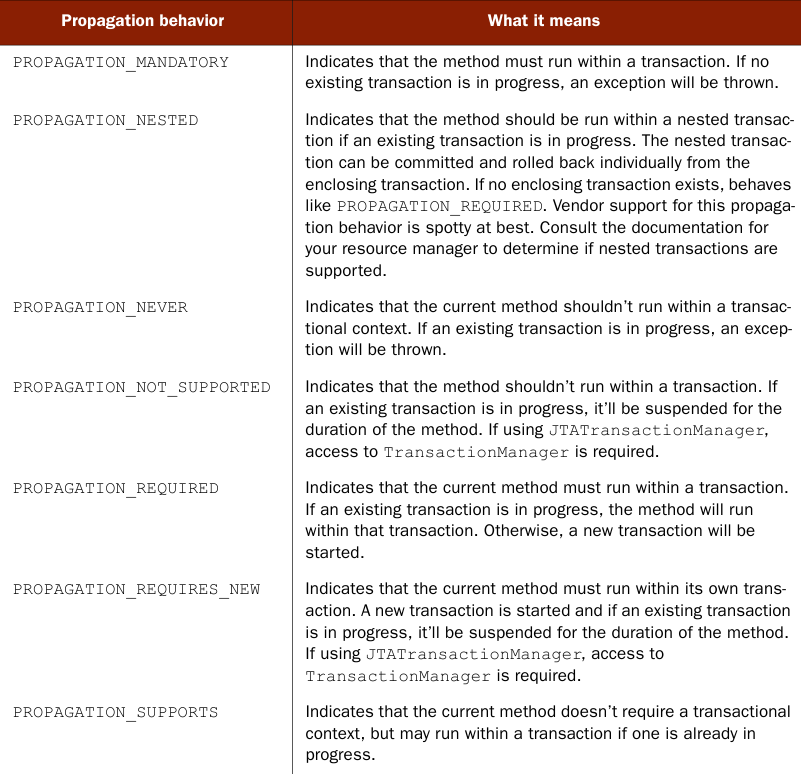 Propagation behavior What it means
PROPAGATION_MANDATORY Indicates that the method must run within a transaction. If no
existing transaction is in progress, an exception will be thrown.
PROPAGATION_NESTED Indicates that the method should be run within a nested transac-
tion if an existing transaction is in progress. The nested transac-
tion can be committed and rolled back individually from the
enclosing transaction. If no enclosing transaction exists, behaves
like PROPAGATION_REQUIRED. Vendor support for this propaga-
tion behavior is spotty at best. Consult the documentation for
your resource manager to determine if nested transactions are
supported.
PROPAGATION_NEVER Indicates that the current method shouldn't run within a transac-
tional context. If an existing transaction is in progress, an excep-
tion will be thrown.
PROPAGATION_NOT_SUPPORTED Indicates that the method shouldn't run within a transaction. If
an existing transaction is in progress, it'll be suspended for the
duration of the method. If using JTATransactionManager,
access to TransactionManager is required.
PROPAGATION_REQUIRED Indicates that the current method must run within a transaction.
If an existing transaction is in progress, the method will run
within that transaction. Otherwise, a new transaction will be
started.
PROPAGATION_REQUIRES_NEW Indicates that the current method must run within its own trans-
action. A new transaction is started and if an existing transaction
is in progress, it'll be suspended for the duration of the method.
If using JTATransactionManager, access to
TransactionManager is required.
PROPAGATION_SUPPORTS Indicates that the current method doesn't require a transactional
context, but may run within a transaction if one is already in
progress.